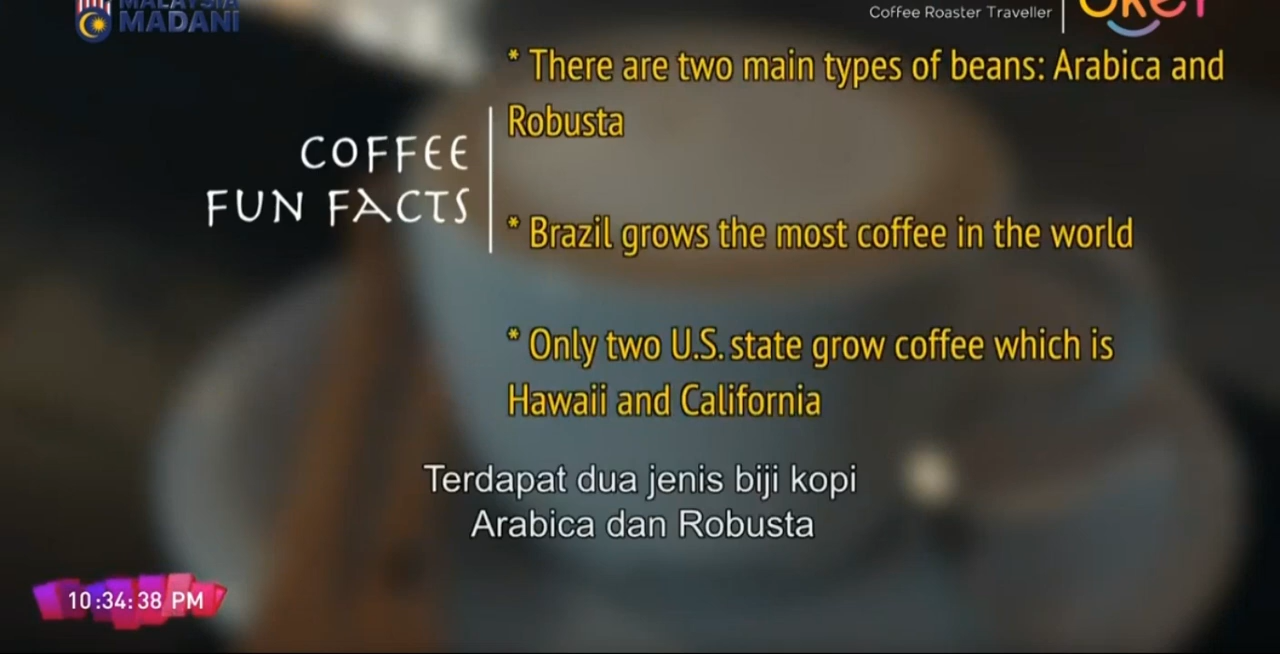 MALAYSIA
MADANI
Coffee Roaster Traveller
OKEY
* There are two main types of beans: Arabica and
Robusta
COFFEE
FUN FACTS
* Brazil grows the most coffee in the world
* Only two U.S. state grow coffee which is
Hawaii and California
Terdapat dua jenis biji kopi
Arabica dan Robusta
10:34:38 PM